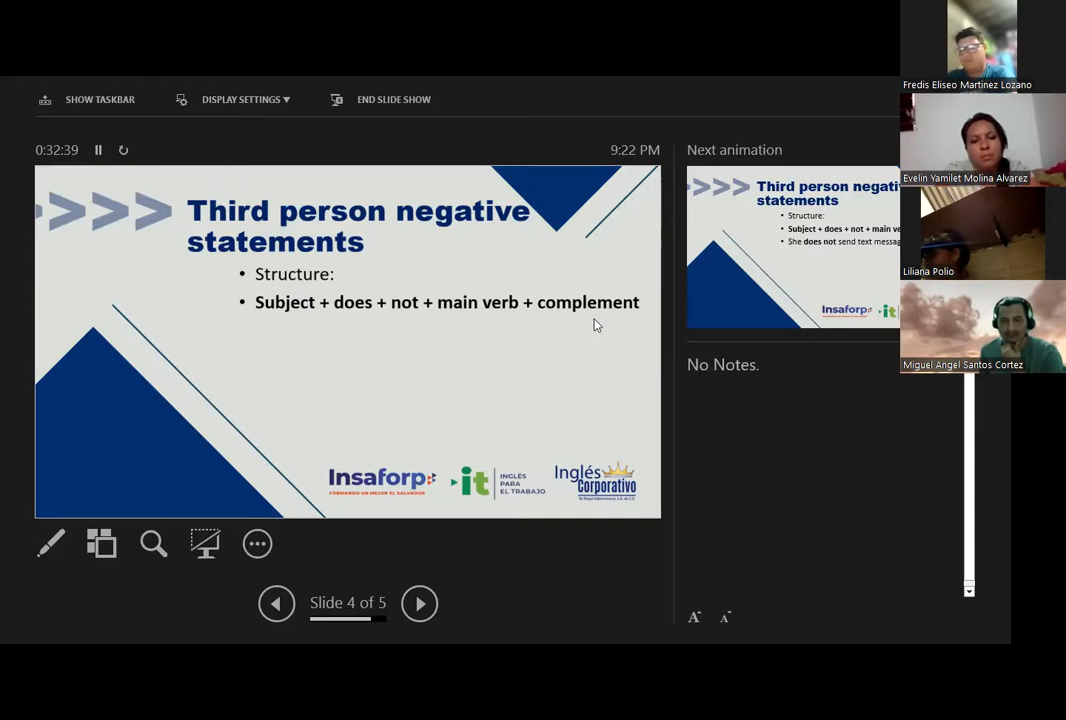 SHOW TASKBAR
DISPLAY SETTINGS ▼
END SLIDE SHOW
0:32:39
9:22 PM
Third person negative
statements
• Structure:
• Subject + does + not + main verb + complement
Insaforp
FORMANDO UN MEJOR EL SALVADOR
it
INGLÉS
PARA
EL TRABAJO
Inglés
Corporativo
Slide 4 of 5
Next animation
Third person negati
statements
• Structure:
• Subject + does + not + main ve
• She does not send text messag
Insaforp
it
No Notes.
Fredis Eliseo Martinez Lozano
Evelin Yamilet Molina Alvarez
Liliana Polio
Miguel Angel Santos Cortez